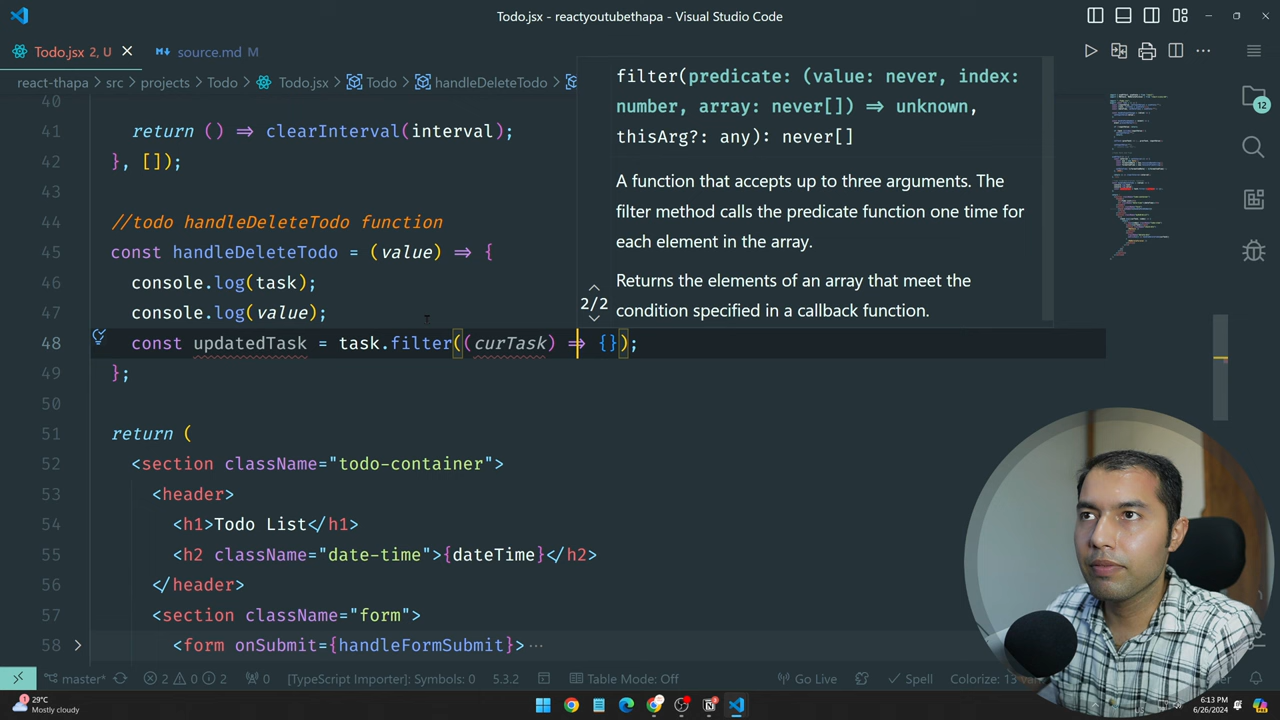 Todo.jsx - reactyoutubethapa - Visual Studio Code
Todo.jsx 2, U
source.md M
react-thapa > src > projects > Todo > Todo.jsx > Todo > handleDeleteTodo >
40
41 return () => clearInterval(interval);
42 }, []);
43
44 //todo handleDeleteTodo function
45 const handleDeleteTodo = (value) => {
46 console.log(task);
47 console.log(value);
48 const updatedTask = task.filter((curTask) => {});
49 };
50
51 return (
52 <section className="todo-container">
53 <header>
54 <h1>Todo List</h1>
55 <h2 className="date-time">{dateTime}</h2>
56 </header>
57 <section className="form">
58 <form onSubmit={handleFormSubmit}>...
filter(predicate: (value: never, index:
number, array: never[]) => unknown,
thisArg?: any): never[]
A function that accepts up to three arguments. The
filter method calls the predicate function one time for
each element in the array.
2/2
Returns the elements of an array that meet the
condition specified in a callback function.
12
master* 2 0 2 0 [TypeScript Importer]: Symbols: 0 5.3.2 Table Mode: Off Go Live Spell Colorize: 13
29°C
Mostly cloudy
6:13 PM
6/26/2024